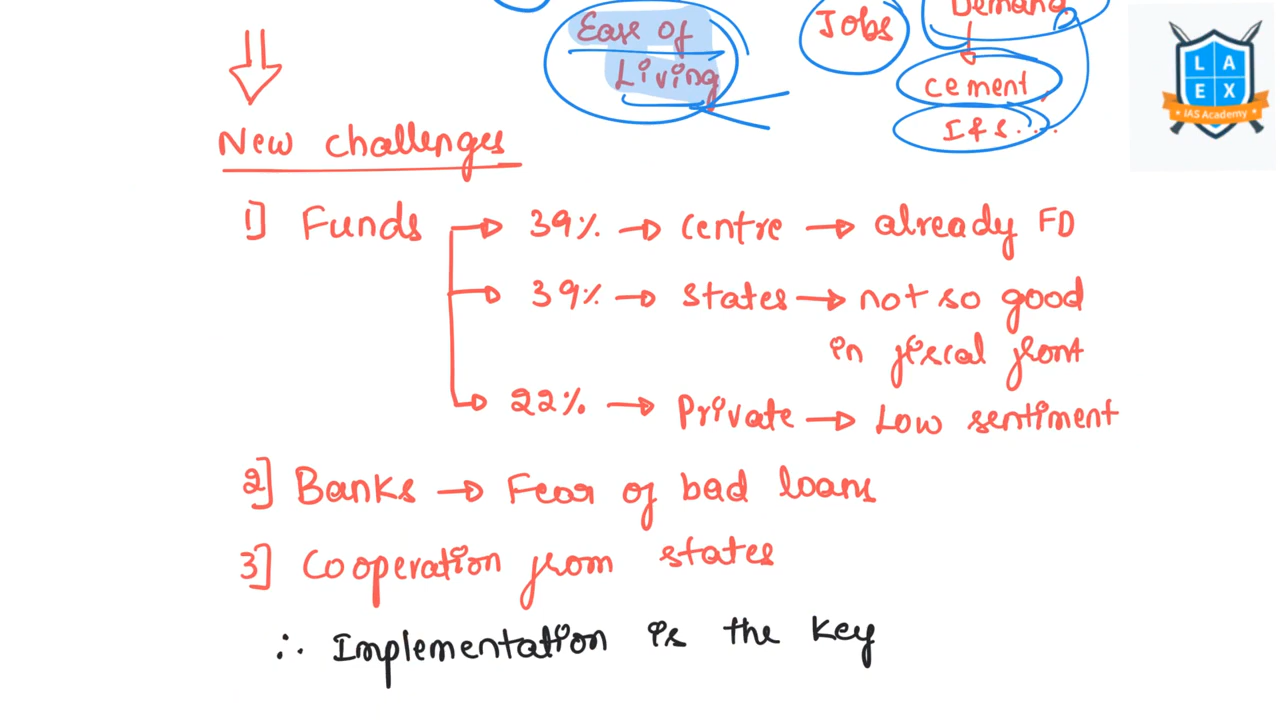 Ease of
Living
Jobs
Demand
cement
I & S....
L A
E X
IAS Academy
New challenges
1] Funds → 39% → centre → already FD
39% → states → not so good
in fiscal front
22% → Private → Low sentiment
2] Banks → Fear of bad loans
3] Cooperation from states
∴ Implementation is the key